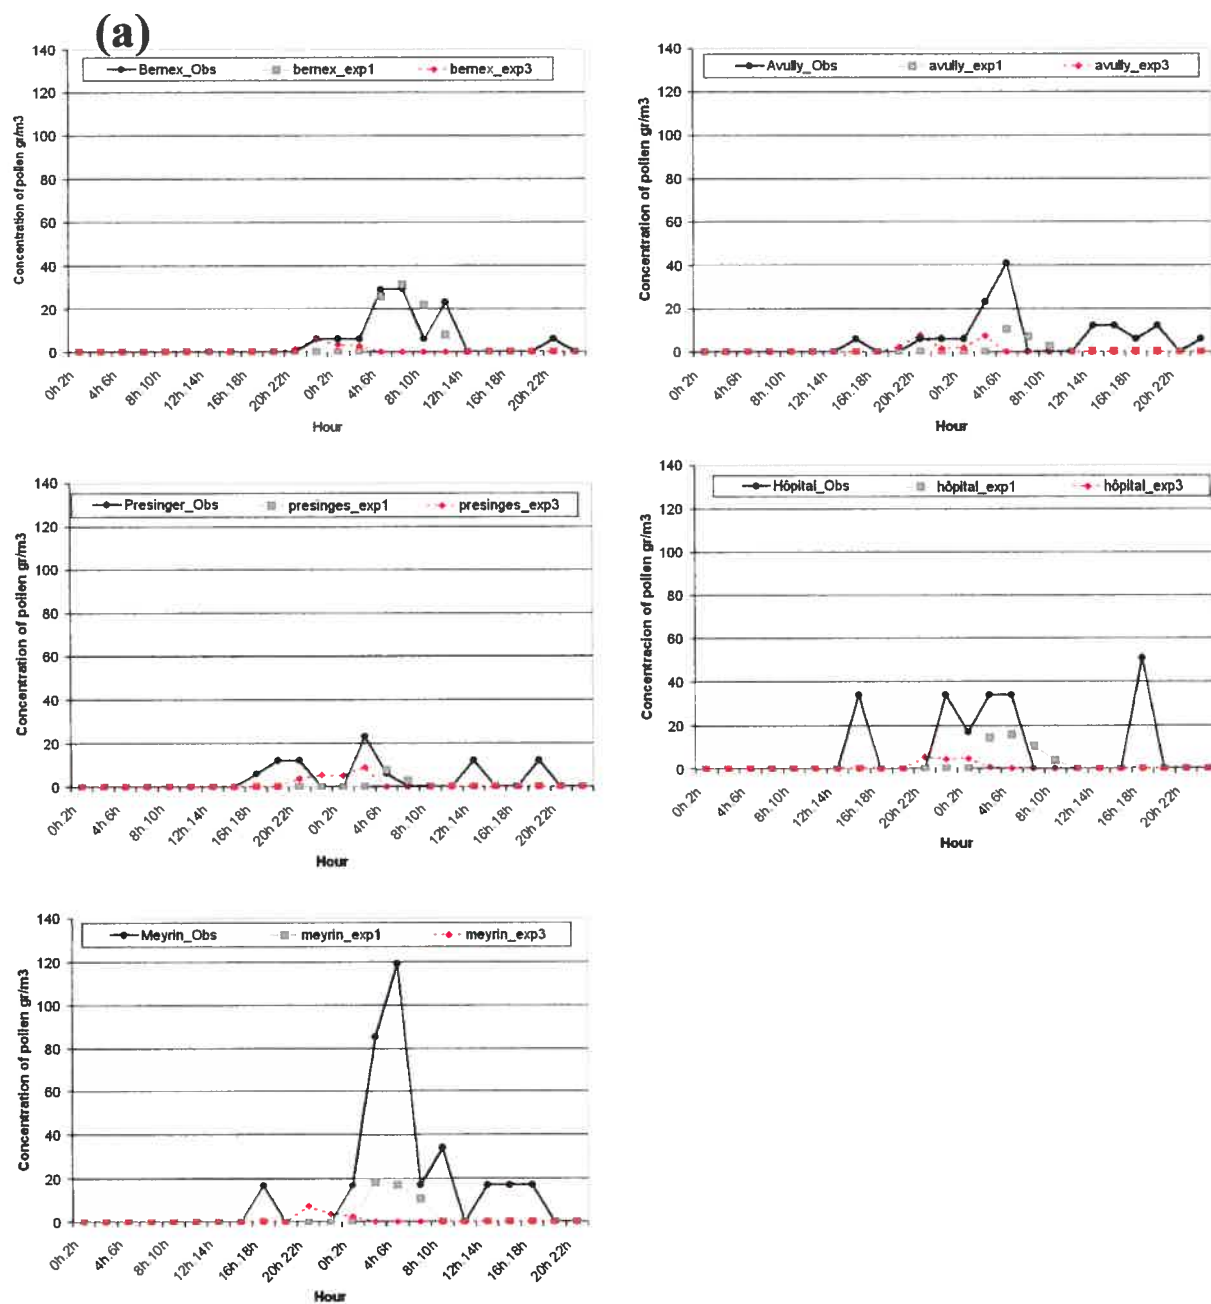 (a)
Bernex_Obs bernex_exp1 bernex_exp3
Concentration of pollen gr/m3
140
120
100
80
60
40
20
0
0h.2h 4h.6h 8h.10h 12h.14h 16h.18h 20h.22h 0h.2h 4h.6h 8h.10h 12h.14h 16h.18h 20h.22h
Hour
Avully_Obs avully_exp1 avully_exp3
Concentration of pollen gr/m3
140
120
100
80
60
40
20
0
0h.2h 4h.6h 8h.10h 12h.14h 16h.18h 20h.22h 0h.2h 4h.6h 8h.10h 12h.14h 16h.18h 20h.22h
Hour
Presinger_Obs presinges_exp1 presinges_exp3
Concentration of pollen gr/m3
140
120
100
80
60
40
20
0
0h.2h 4h.6h 8h.10h 12h.14h 16h.18h 20h.22h 0h.2h 4h.6h 8h.10h 12h.14h 16h.18h 20h.22h
Hour
Hôpital_Obs hôpital_exp1 hôpital_exp3
Concentracion of pollen gr/m3
140
120
100
80
60
40
20
0
0h.2h 4h.6h 8h.10h 12h.14h 16h.18h 20h.22h 0h.2h 4h.6h 8h.10h 12h.14h 16h.18h 20h.22h
Hour
Meyrin_Obs meyrin_exp1 meyrin_exp3
Concentration of pollen gr/m3
140
120
100
80
60
40
20
0
0h.2h 4h.6h 8h.10h 12h.14h 16h.18h 20h.22h 0h.2h 4h.6h 8h.10h 12h.14h 16h.18h 20h.22h
Hour